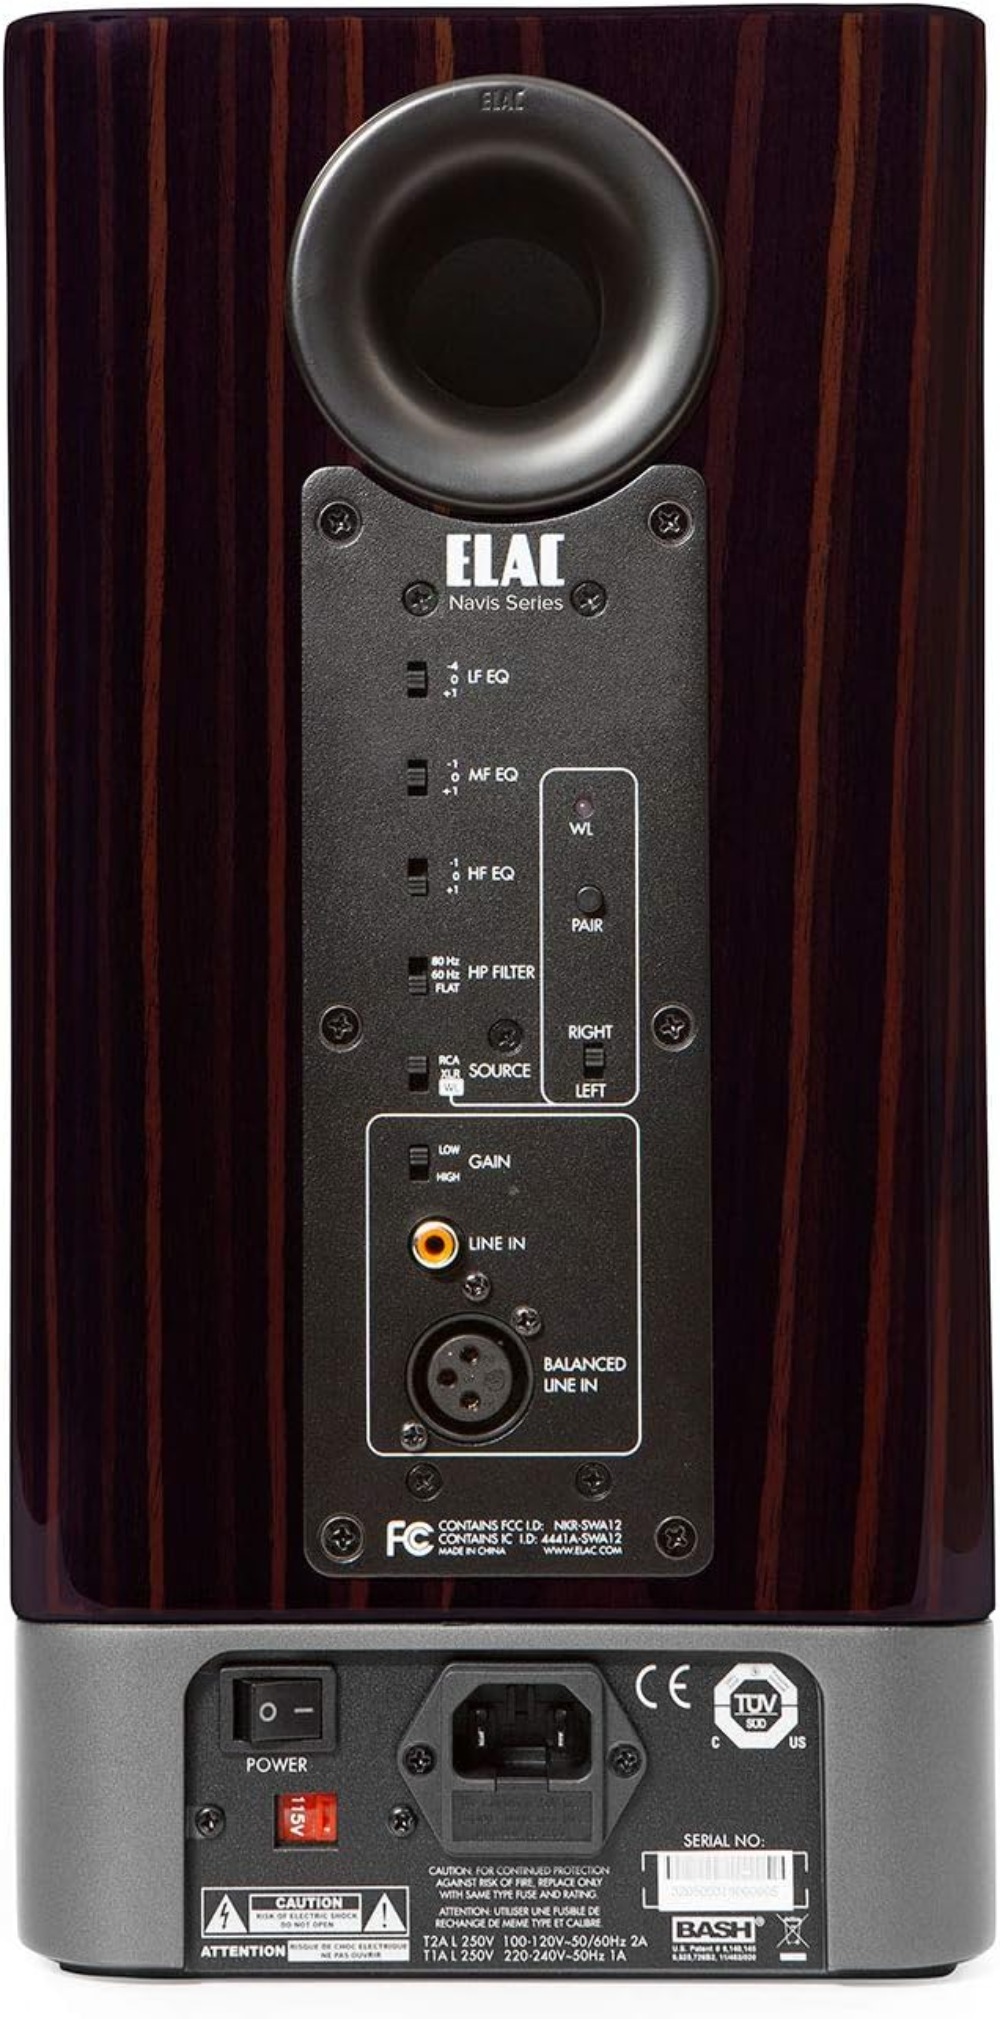 ELAC
ELAC
Navis Series
-4
0 LF EQ
+1
-1
0 MF EQ
+1
WL
-1
0 HF EQ
+1
PAIR
80 Hz
60 Hz HP FILTER
FLAT
RIGHT
LEFT
RCA
XLR SOURCE
WL
LOW
GAIN
HIGH
LINE IN
BALANCED
LINE IN
FC CONTAINS FCC I.D: NKR-SWA12
CONTAINS IC I.D: 4441A-SWA12
MADE IN CHINA WWW.ELAC.COM
O –
POWER
115V
CE
TÜV
SÜD
C US
SERIAL NO:
CAUTION: FOR CONTINUED PROTECTION
AGAINST RISK OF FIRE, REPLACE ONLY
WITH SAME TYPE FUSE AND RATING.
ATTENTION: UTILISER UNE FUSIBLE DE
RECHANGE DE MEME TYPE ET CALIBRE
T2A L 250V 100-120V~50/60Hz 2A
T1A L 250V 220-240V~50Hz 1A
CAUTION
RISK OF ELECTRIC SHOCK
DO NOT OPEN
ATTENTION
RISQUE DE CHOC ELECTRIQUE
NE PAS OUVRIR
BASH®
U.S. Patent #